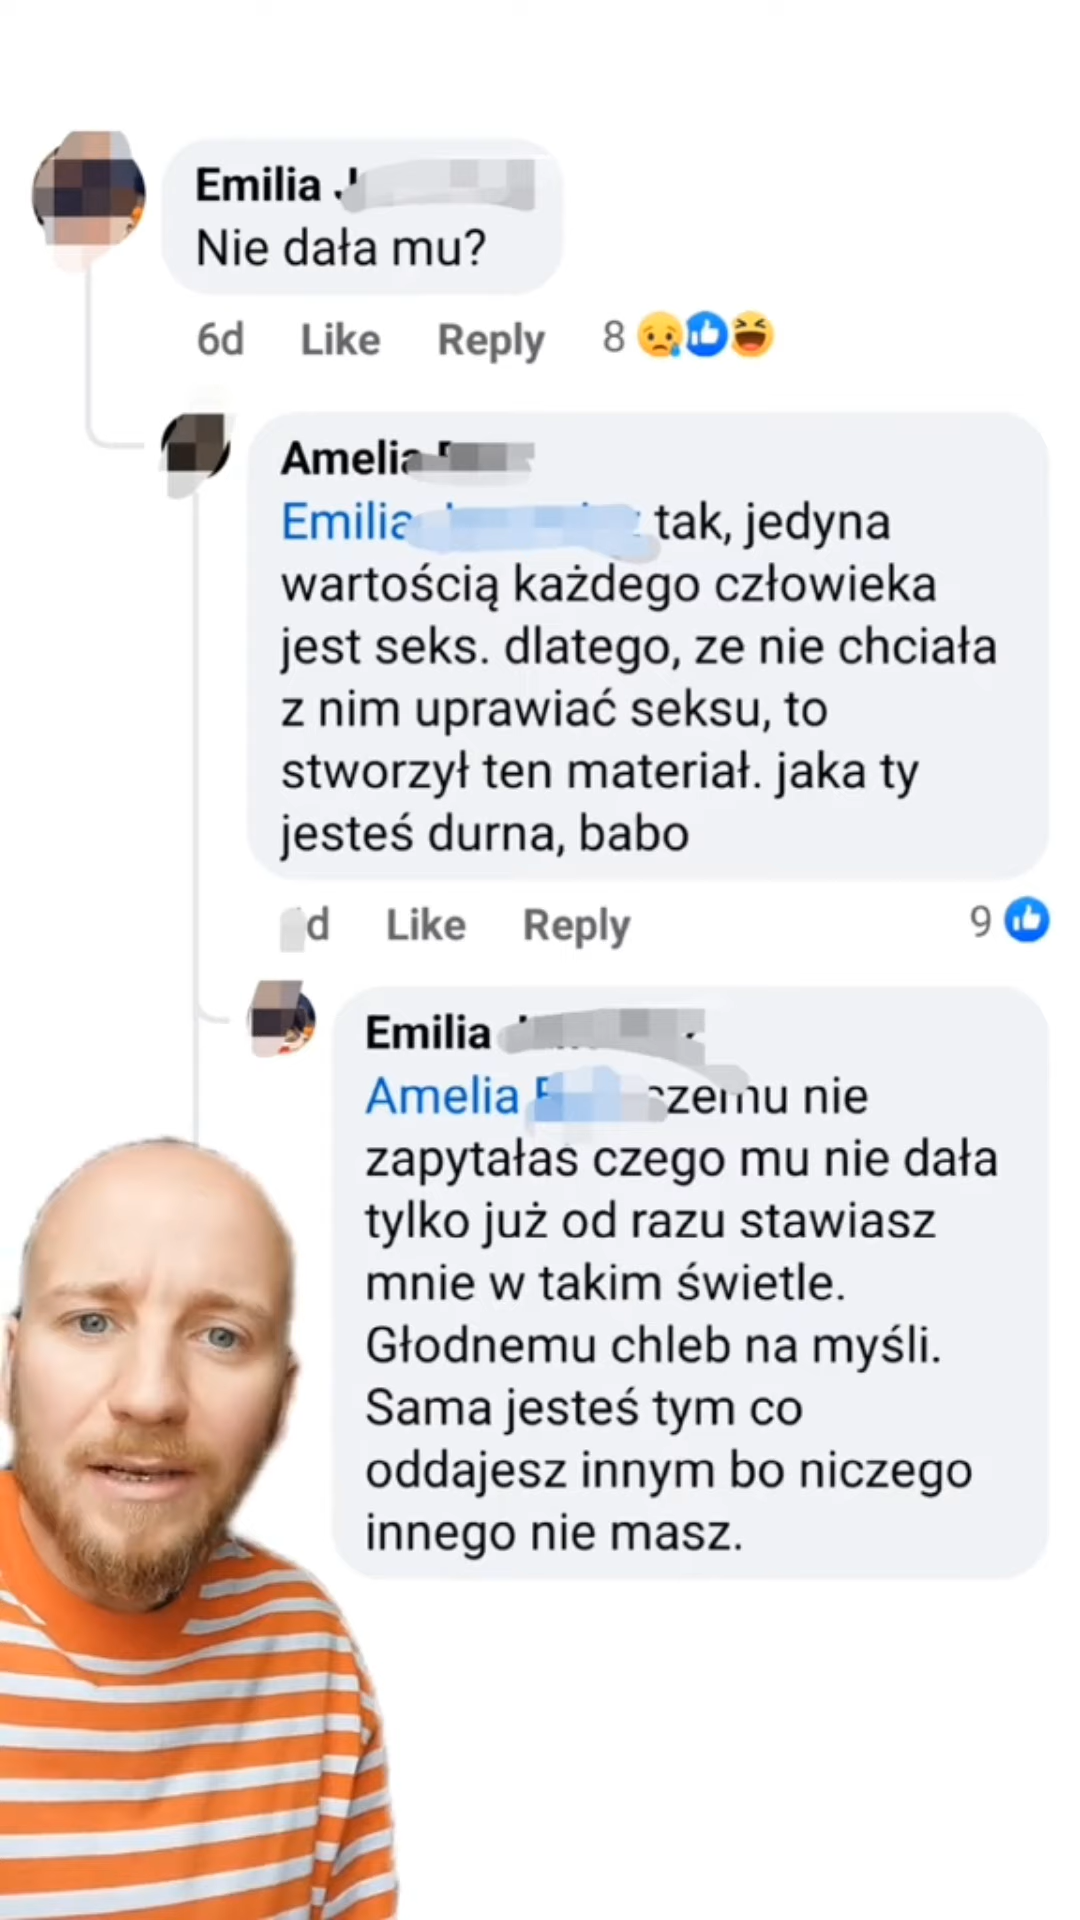 Emilia
Nie dała mu?
6d Like Reply 8
Amelia
Emilia tak, jedyna
wartością każdego człowieka
jest seks. dlatego, ze nie chciała
z nim uprawiać seksu, to
stworzył ten materiał. jaka ty
jesteś durna, babo
d Like Reply 9
Emilia
Amelia czemu nie
zapytałas czego mu nie dała
tylko już od razu stawiasz
mnie w takim świetle.
Głodnemu chleb na myśli.
Sama jesteś tym co
oddajesz innym bo niczego
innego nie masz.